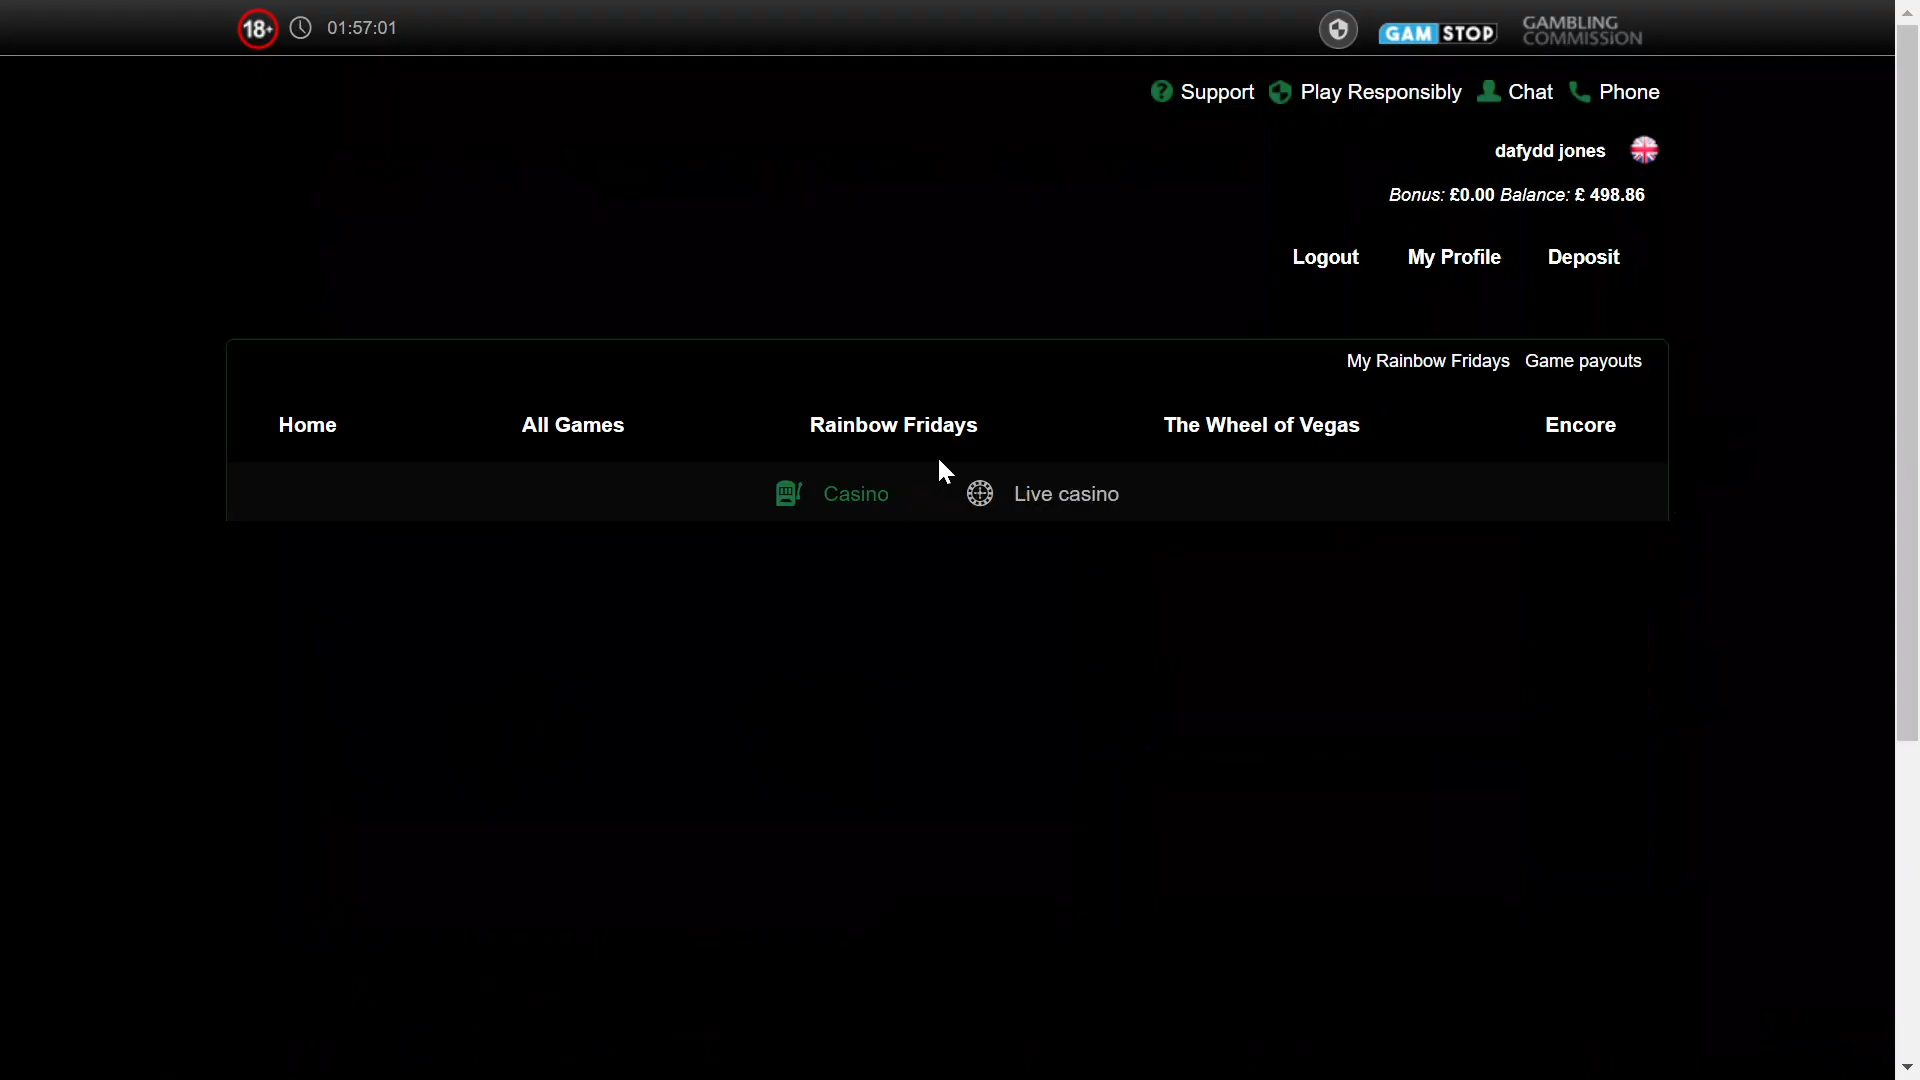 18+ 01:57:01 GAMSTOP GAMBLING COMMISSION
Support Play Responsibly Chat Phone
dafydd jones
Bonus: £0.00 Balance: £ 498.86
Logout My Profile Deposit
My Rainbow Fridays Game payouts
Home All Games Rainbow Fridays The Wheel of Vegas Encore
Casino Live casino